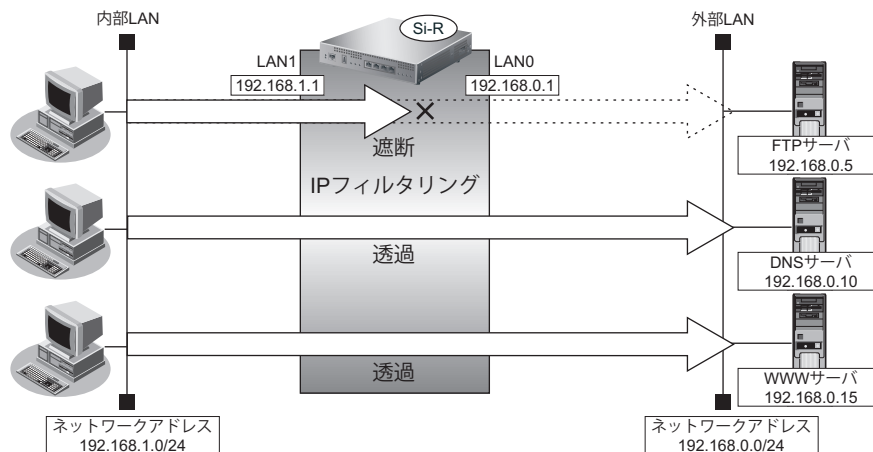 内部LAN
外部LAN
Si-R
LAN1
LAN0
192.168.1.1
192.168.0.1
遮断
IPフィルタリング
FTPサーバ
192.168.0.5
透過
DNSサーバ
192.168.0.10
透過
WWWサーバ
192.168.0.15
ネットワークアドレス
192.168.1.0/24
ネットワークアドレス
192.168.0.0/24